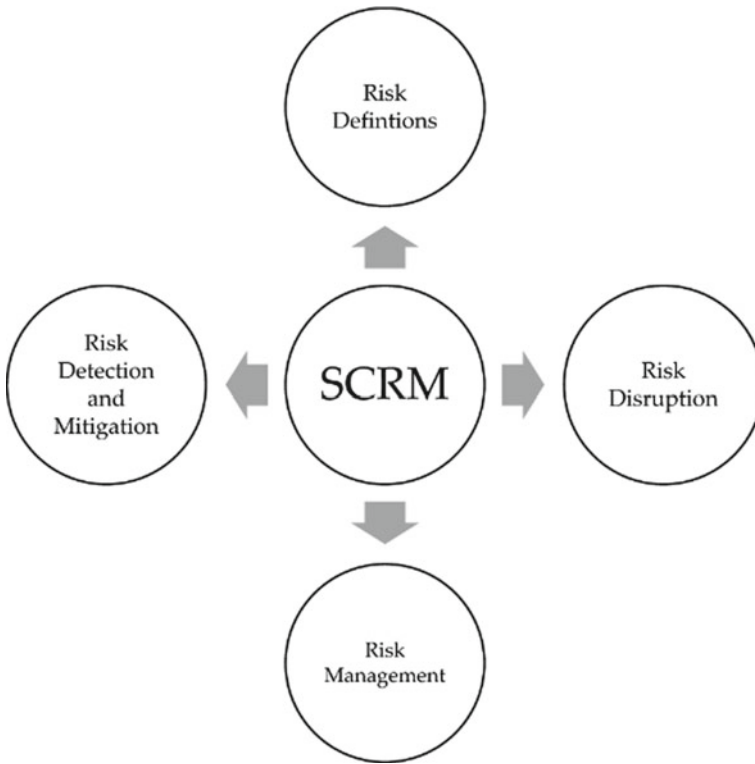 Risk
Defintions
Risk
Detection
and
Mitigation
SCRM
Risk
Disruption
Risk
Management